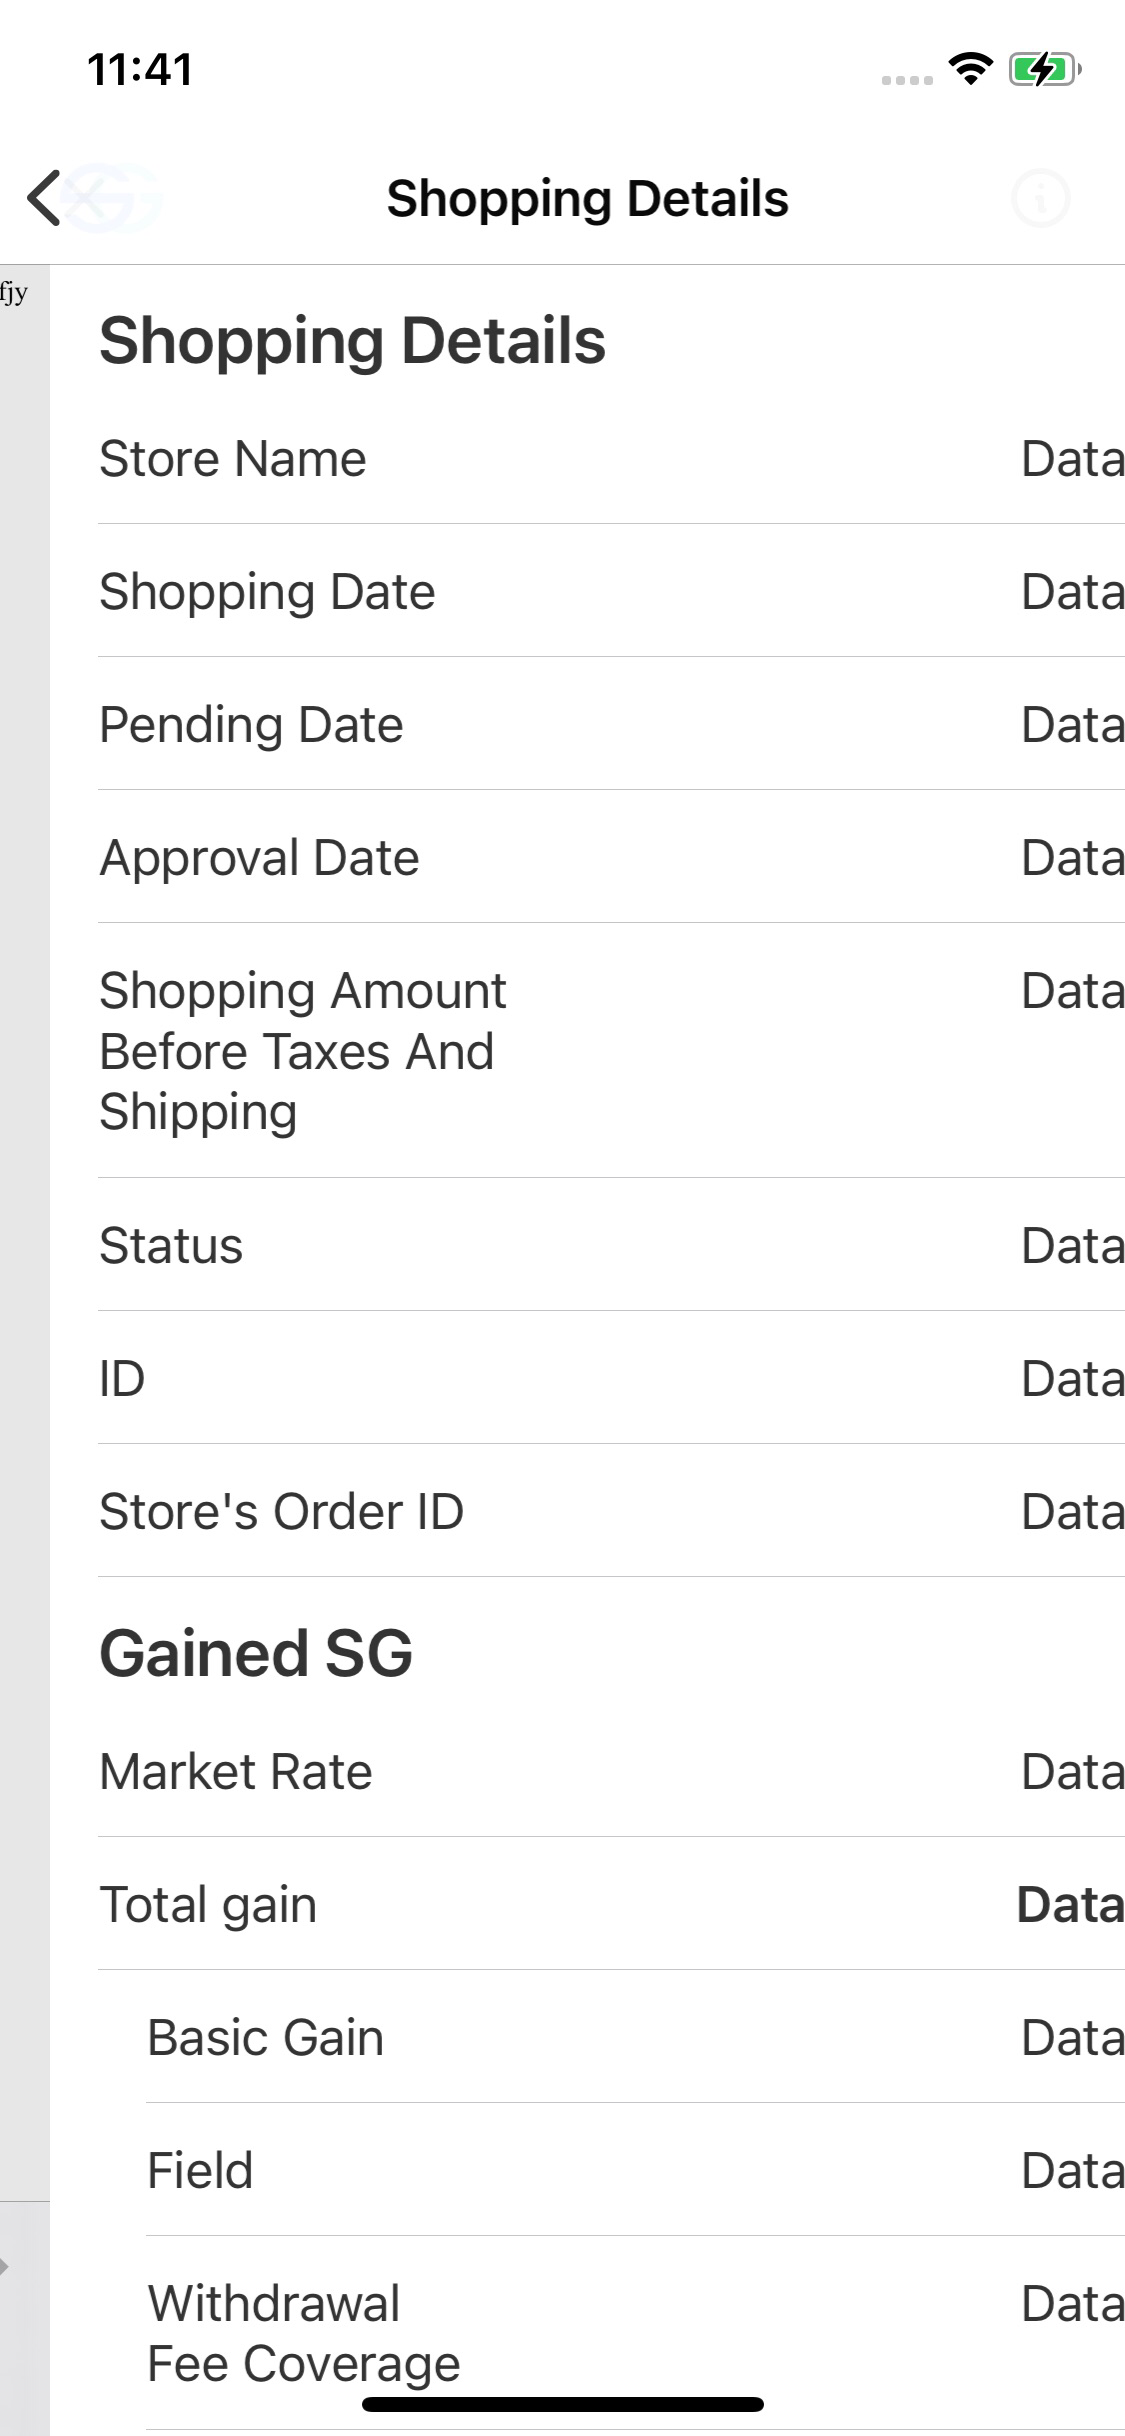 11:41
Shopping Details
fjy
Shopping Details
Store Name Data
Shopping Date Data
Pending Date Data
Approval Date Data
Shopping Amount Data
Before Taxes And
Shipping
Status Data
ID Data
Store's Order ID Data
Gained SG
Market Rate Data
Total gain Data
Basic Gain Data
Field Data
Withdrawal Data
Fee Coverage